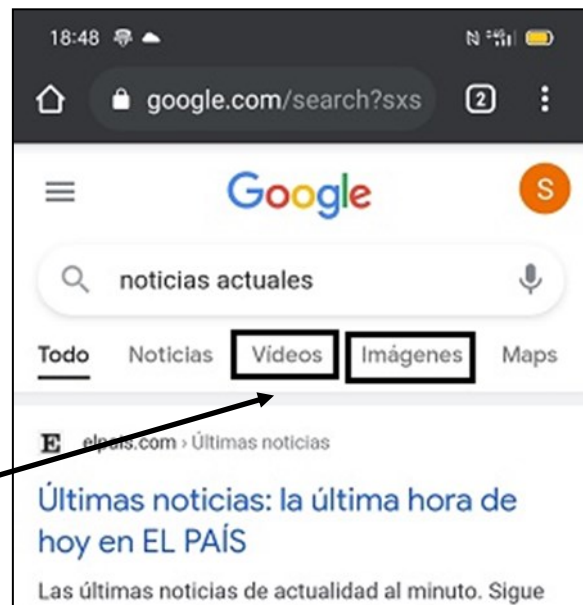 18:48
google.com/search?sxs 2
Google S
noticias actuales
Todo Noticias Vídeos Imágenes Maps
E elpais.com › Últimas noticias
Últimas noticias: la última hora de
hoy en EL PAÍS
Las últimas noticias de actualidad al minuto. Sigue